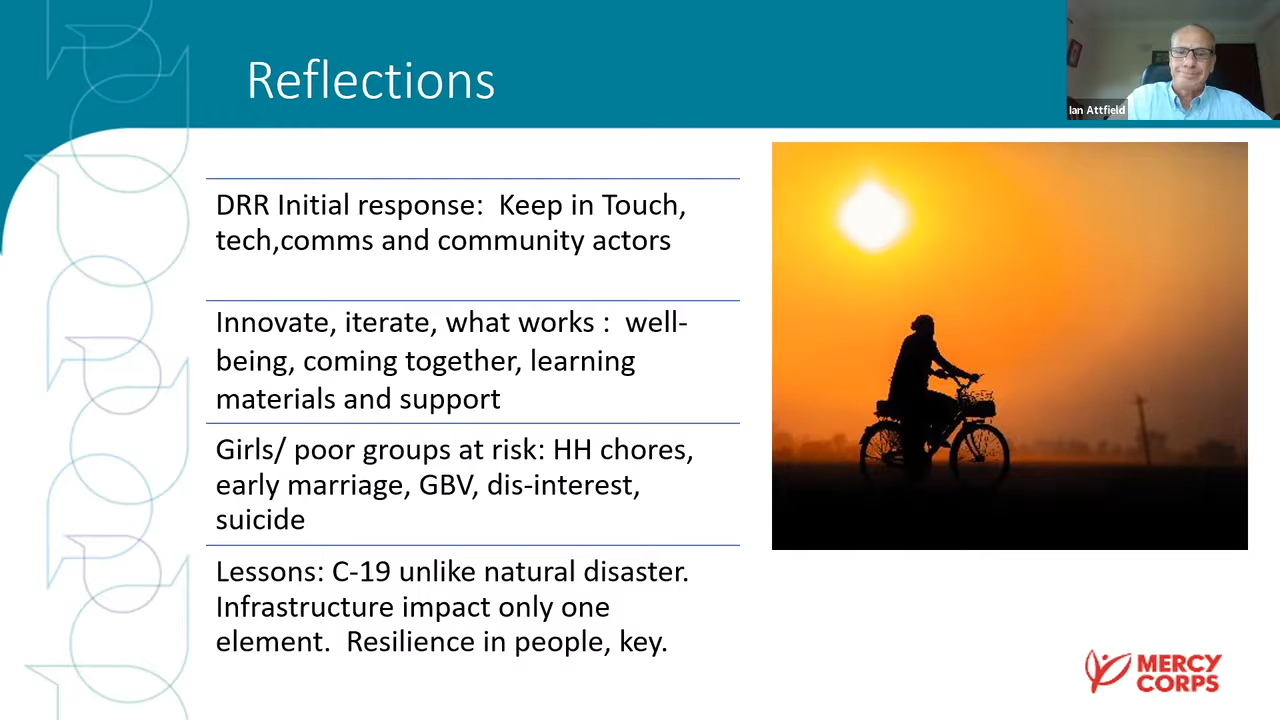 Reflections
Ian Attfield
DRR Initial response:  Keep in Touch,
tech,comms and community actors
Innovate, iterate, what works :  well-
being, coming together, learning
materials and support
Girls/ poor groups at risk: HH chores,
early marriage, GBV, dis-interest,
suicide
Lessons: C-19 unlike natural disaster.
Infrastructure impact only one
element.  Resilience in people, key.
MERCY
CORPS